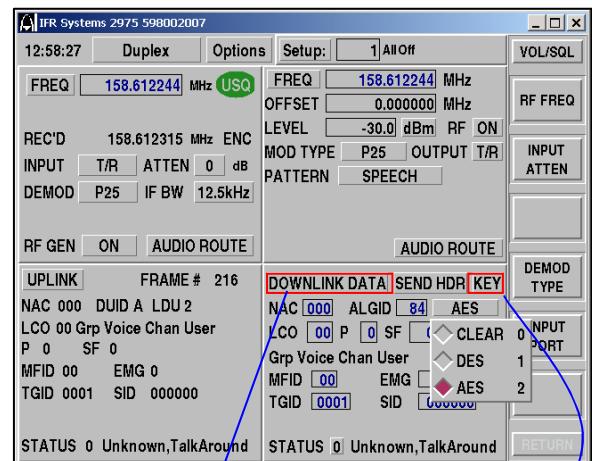 IFR Systems 2975 598002007
12:58:27 Duplex Options Setup: 1 All Off VOL/SQL
FREQ 158.612244 MHz USQ
REC'D 158.612315 MHz ENC
INPUT T/R ATTEN 0 dB
DEMOD P25 IF BW 12.5kHz
RF GEN ON AUDIO ROUTE
FREQ 158.612244 MHz
OFFSET 0.000000 MHz
LEVEL -30.0 dBm RF ON
MOD TYPE P25 OUTPUT T/R
PATTERN SPEECH
AUDIO ROUTE
UPLINK FRAME # 216
NAC 000 DUID A LDU 2
LCO 00 Grp Voice Chan User
P 0 SF 0
MFID 00 EMG 0
TGID 0001 SID 000000
STATUS 0 Unknown,TalkAround
DOWNLINK DATA SEND HDR KEY
NAC 000 ALGID 84 AES
LCO 00 P 0 SF
CLEAR 0
DES 1
AES 2
Grp Voice Chan User
MFID 00 EMG
TGID 0001 SID 000000
STATUS 0 Unknown,TalkAround
RF FREQ
INPUT
ATTEN
DEMOD
TYPE
INPUT
PORT
RETURN